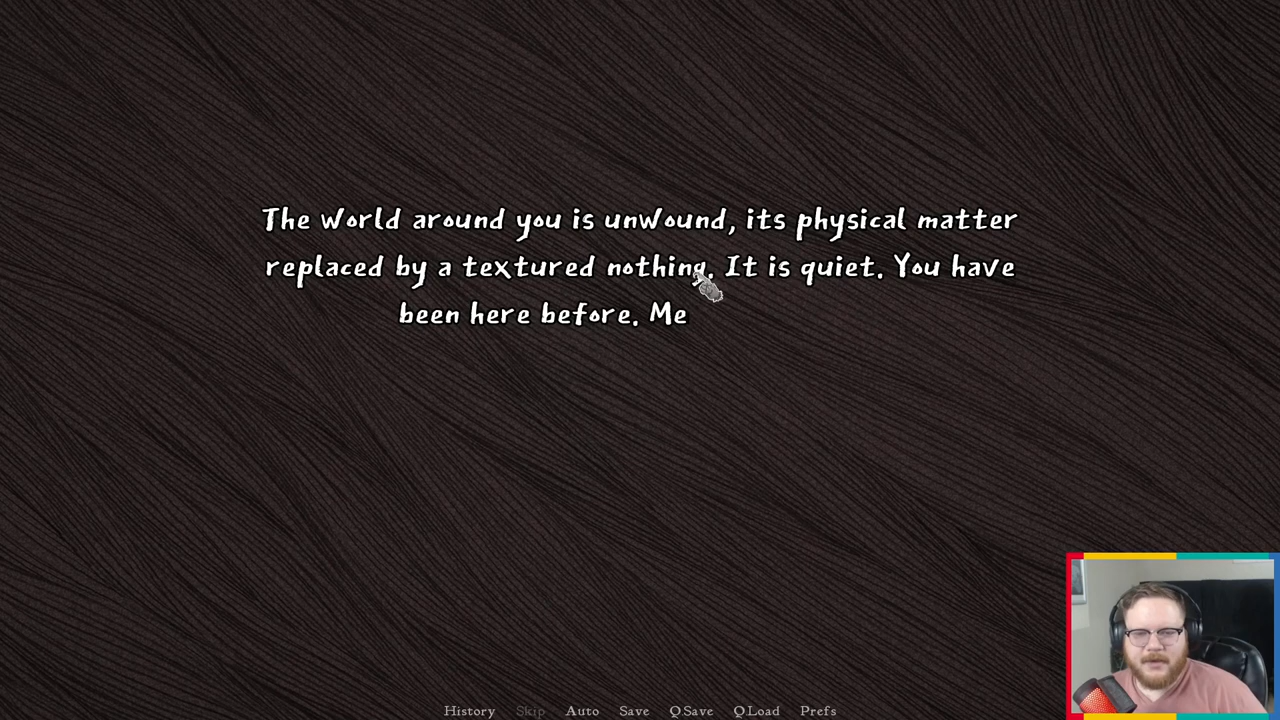 The world around you is unwound, its physical matter
replaced by a textured nothing. It is quiet. You have
been here before. Me
History Skip Auto Save Q.Save Q.Load Prefs